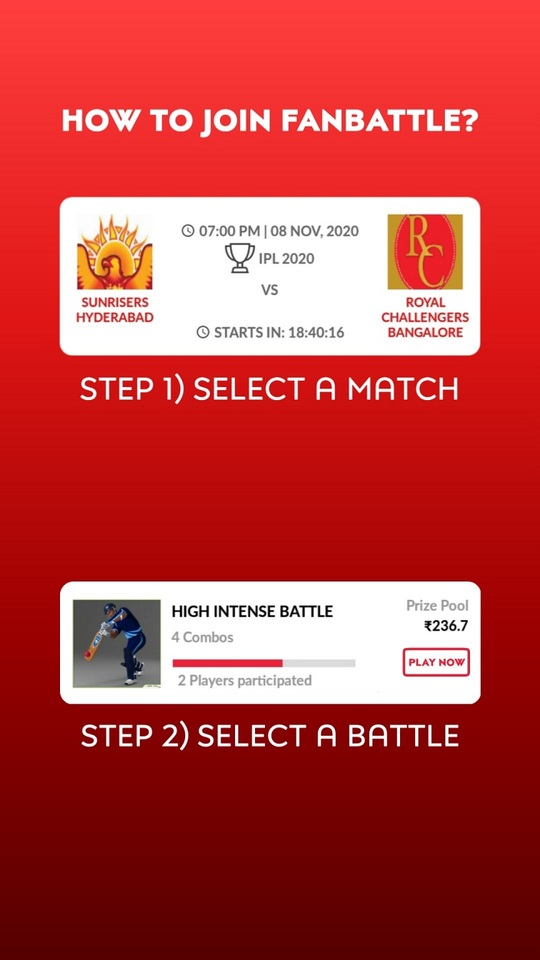 HOW TO JOIN FANBATTLE?
07:00 PM | 08 NOV, 2020
IPL 2020
VS
SUNRISERS
HYDERABAD
RC
ROYAL
CHALLENGERS
BANGALORE
STARTS IN: 18:40:16
STEP 1) SELECT A MATCH
HIGH INTENSE BATTLE
4 Combos
2 Players participated
Prize Pool
₹236.7
PLAY NOW
STEP 2) SELECT A BATTLE